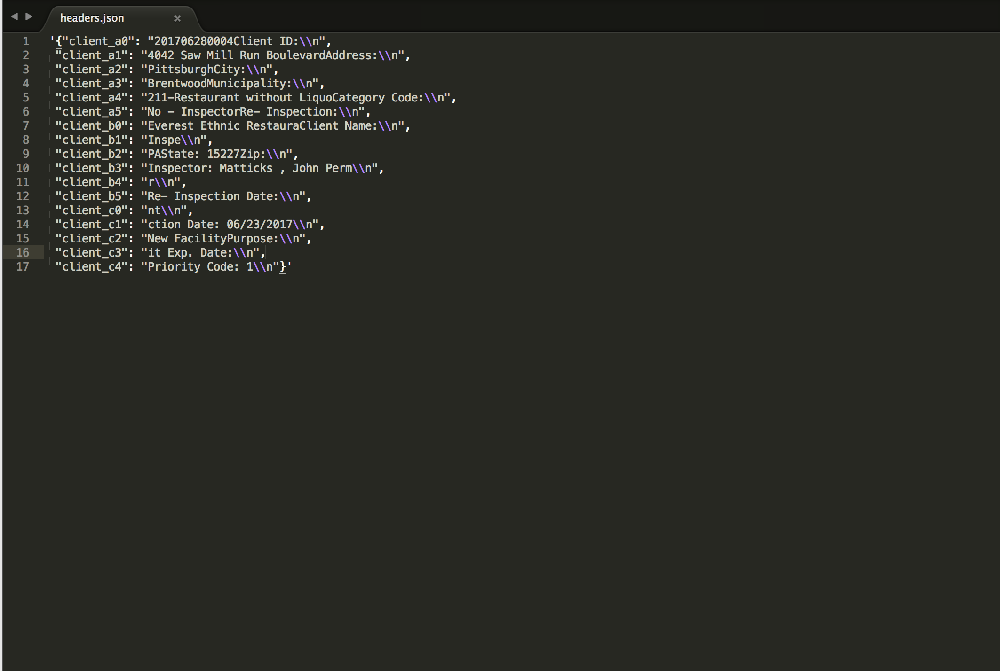 headers.json
1 '{"client_a0": "201706280004Client ID:\\n",
2 "client_a1": "4042 Saw Mill Run BoulevardAddress:\\n",
3 "client_a2": "PittsburghCity:\\n",
4 "client_a3": "BrentwoodMunicipality:\\n",
5 "client_a4": "211-Restaurant without LiquoCategory Code:\\n",
6 "client_a5": "No - InspectorRe- Inspection:\\n",
7 "client_b0": "Everest Ethnic RestauraClient Name:\\n",
8 "client_b1": "Inspe\\n",
9 "client_b2": "PAState: 15227Zip:\\n",
10 "client_b3": "Inspector: Matticks , John Perm\\n",
11 "client_b4": "r\\n",
12 "client_b5": "Re- Inspection Date:\\n",
13 "client_c0": "nt\\n",
14 "client_c1": "ction Date: 06/23/2017\\n",
15 "client_c2": "New FacilityPurpose:\\n",
16 "client_c3": "it Exp. Date:\\n",
17 "client_c4": "Priority Code: 1\\n"}'